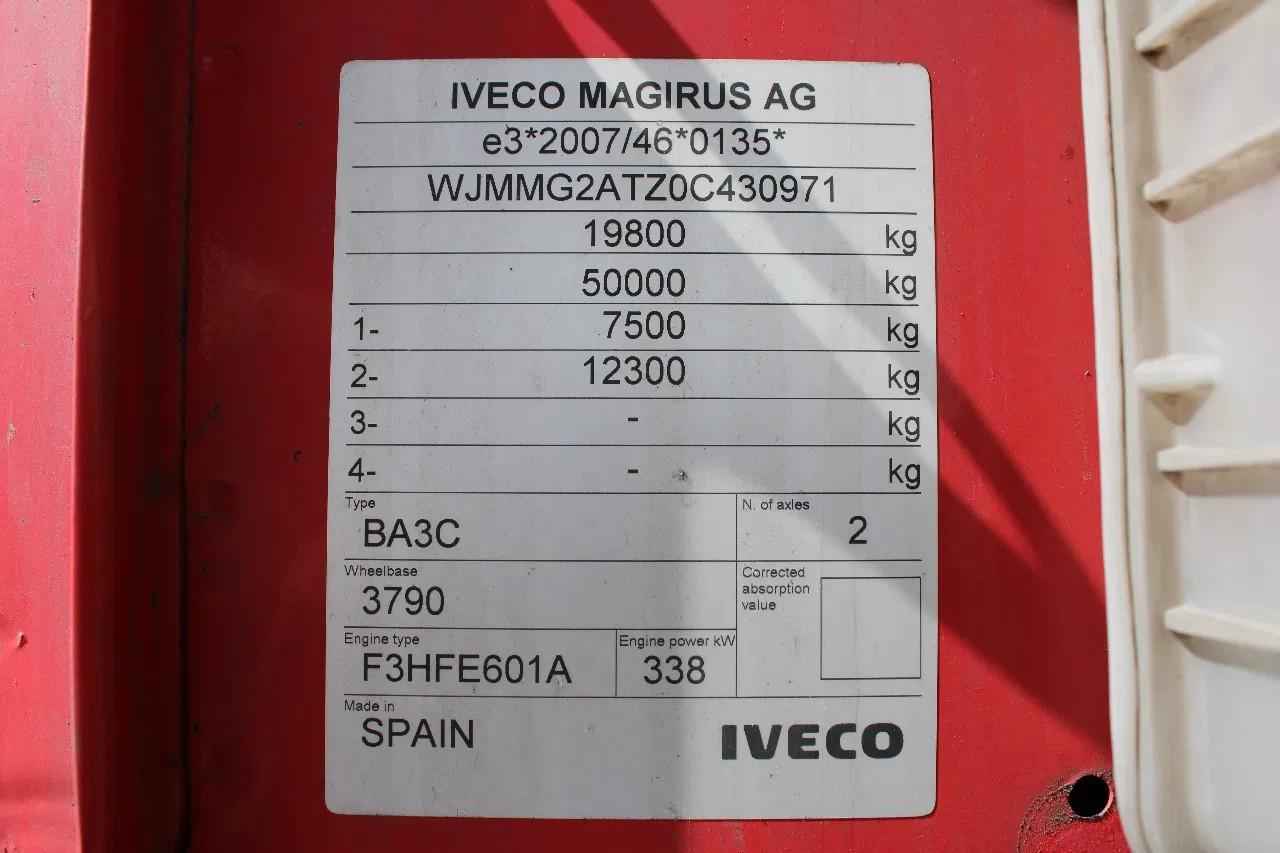 IVECO MAGIRUS AG
e3*2007/46*0135*
WJMMG2ATZ0C430971
19800 kg
50000 kg
1- 7500 kg
2- 12300 kg
3- - kg
4- - kg
Type N. of axles
BA3C 2
Wheelbase Corrected
absorption
value
3790
Engine type Engine power kW
F3HFE601A 338
Made in
SPAIN IVECO